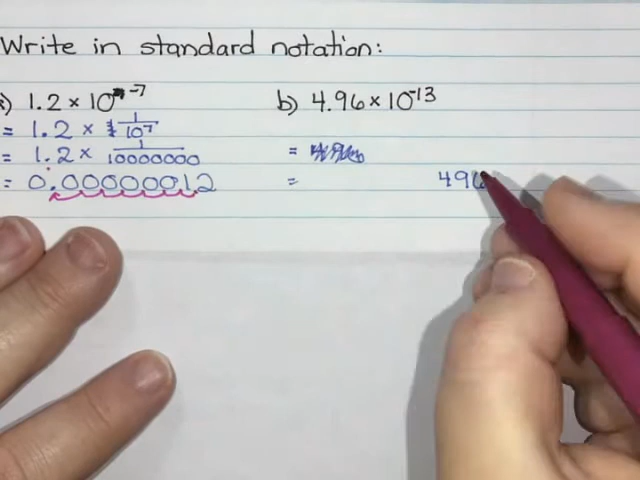 Write in standard notation:
a) 1.2 × 10⁻⁷
= 1.2 × 1/10⁷
= 1.2 × 1/10000000
= 0.00000012
b) 4.96 × 10⁻¹³
=
= 496